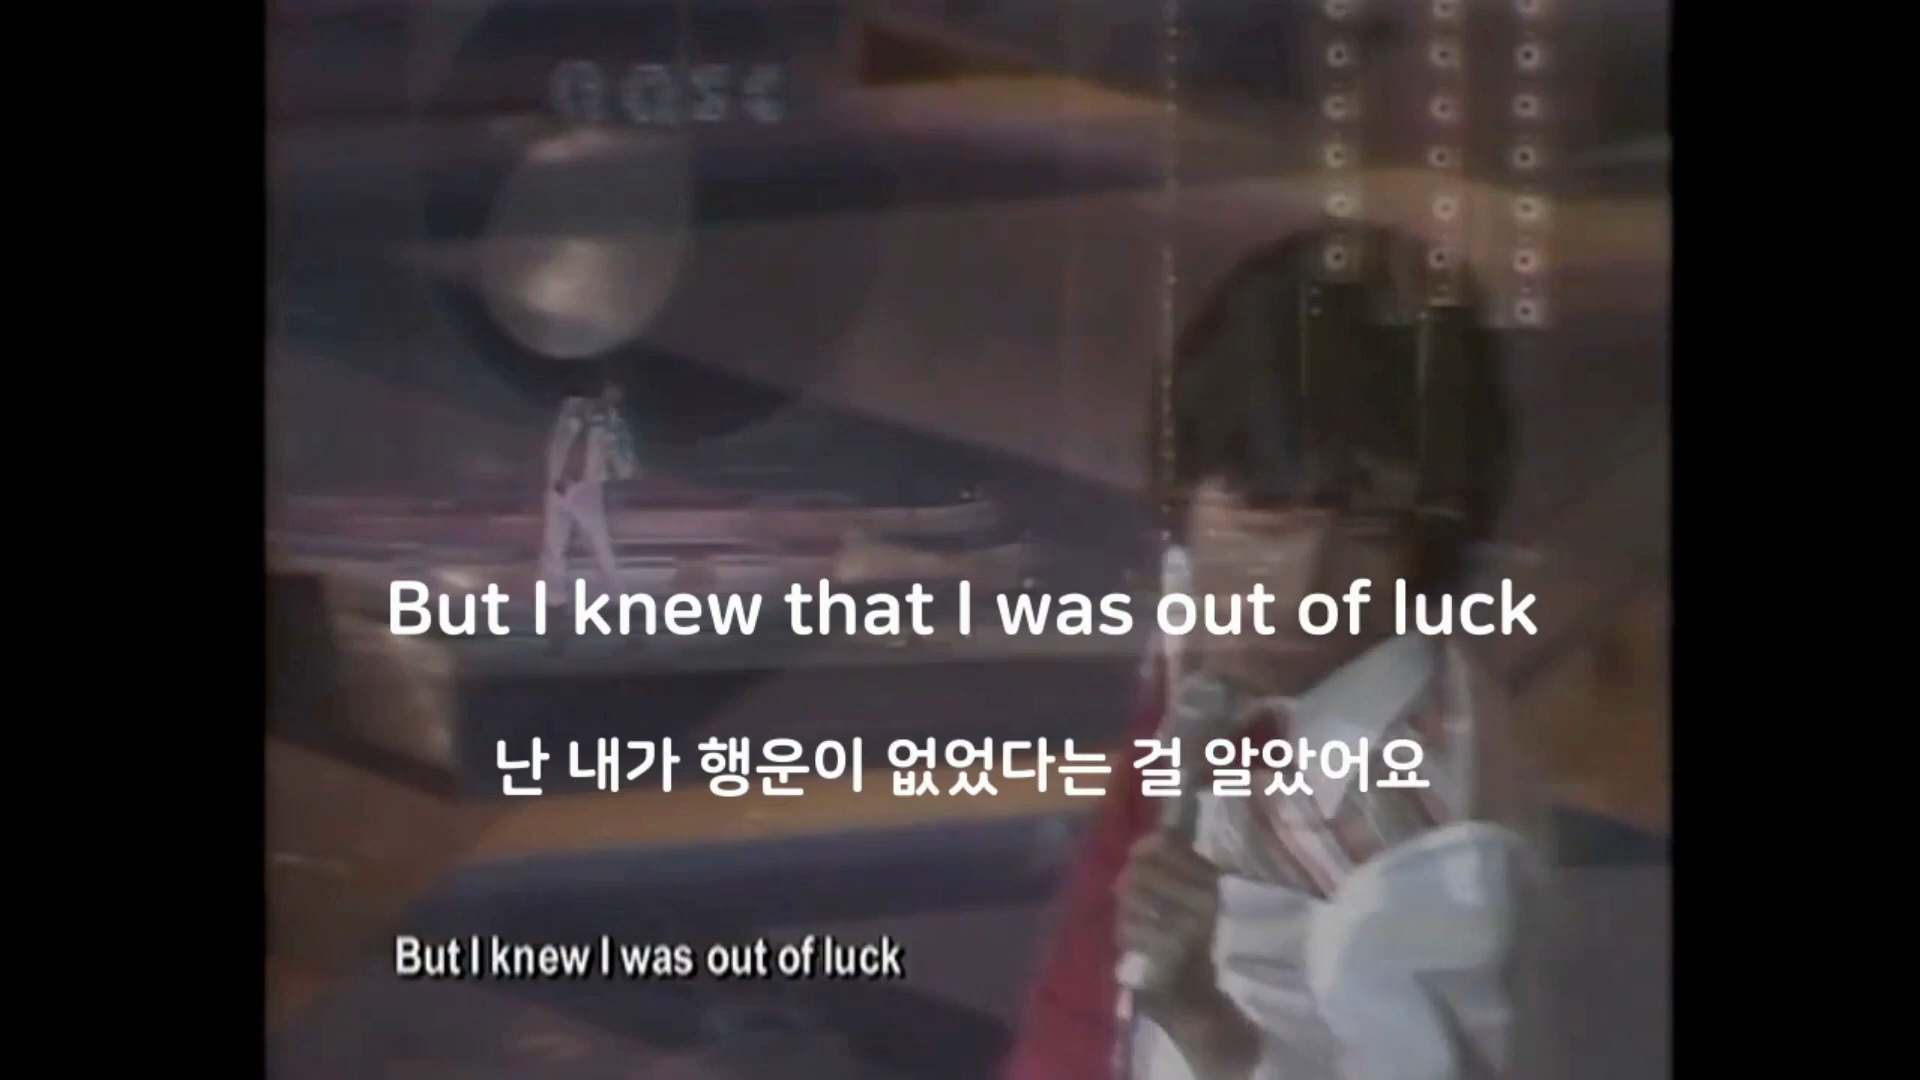 But I knew that I was out of luck
난 내가 행운이 없었다는 걸 알았어요
But I knew I was out of luck